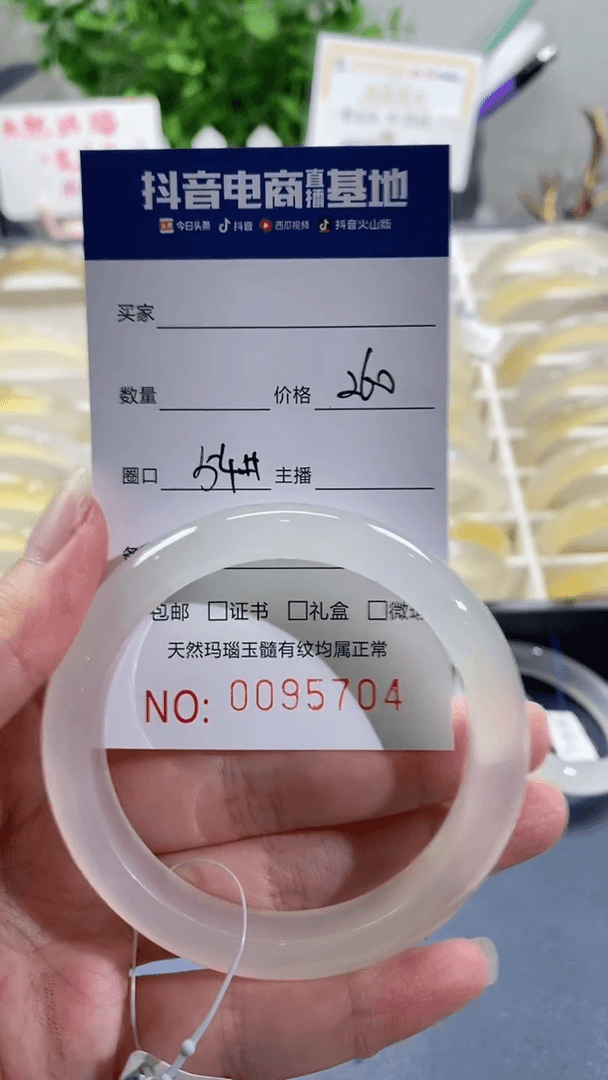 抖音电商直播基地
今日头条 抖音 西瓜视频 抖音火山版
买家
数量 价格 260
圈口 54# 主播
包邮 □证书 □礼盒 □微瑕
天然玛瑙玉髓有纹均属正常
NO: 0095704